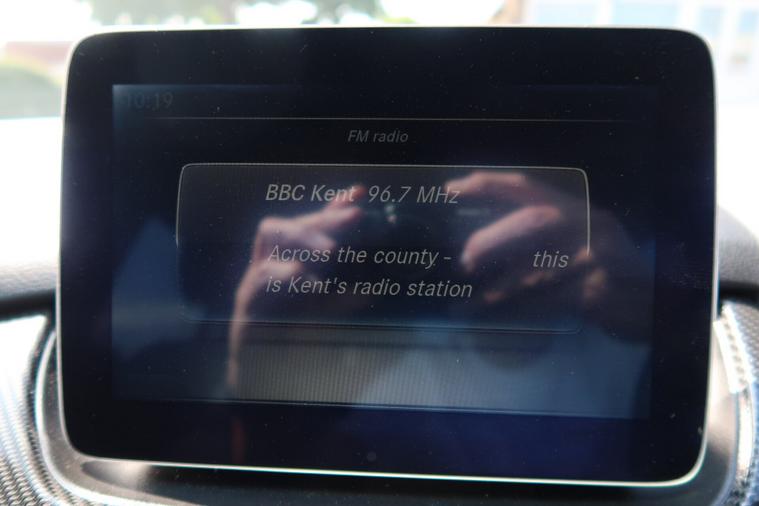 10:19
FM radio
BBC Kent 96.7 MHz
Across the county - this
is Kent's radio station